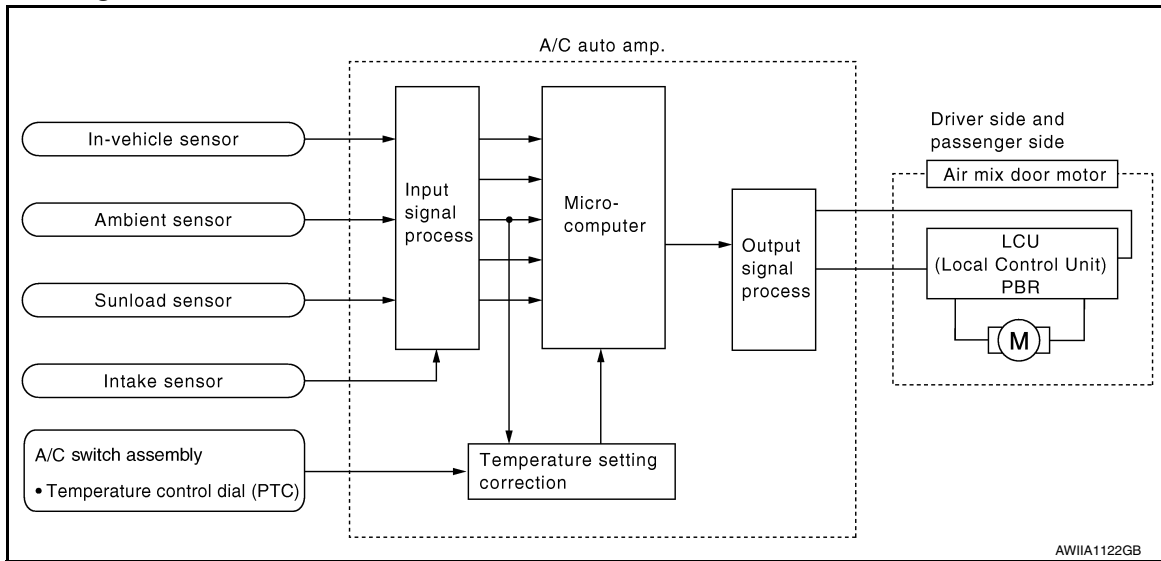 A/C auto amp.
In-vehicle sensor
Ambient sensor
Sunload sensor
Intake sensor
A/C switch assembly
• Temperature control dial (PTC)
Input
signal
process
Micro-
computer
Temperature setting
correction
Output
signal
process
Driver side and
passenger side
Air mix door motor
LCU
(Local Control Unit)
PBR
M
AWIIA1122GB